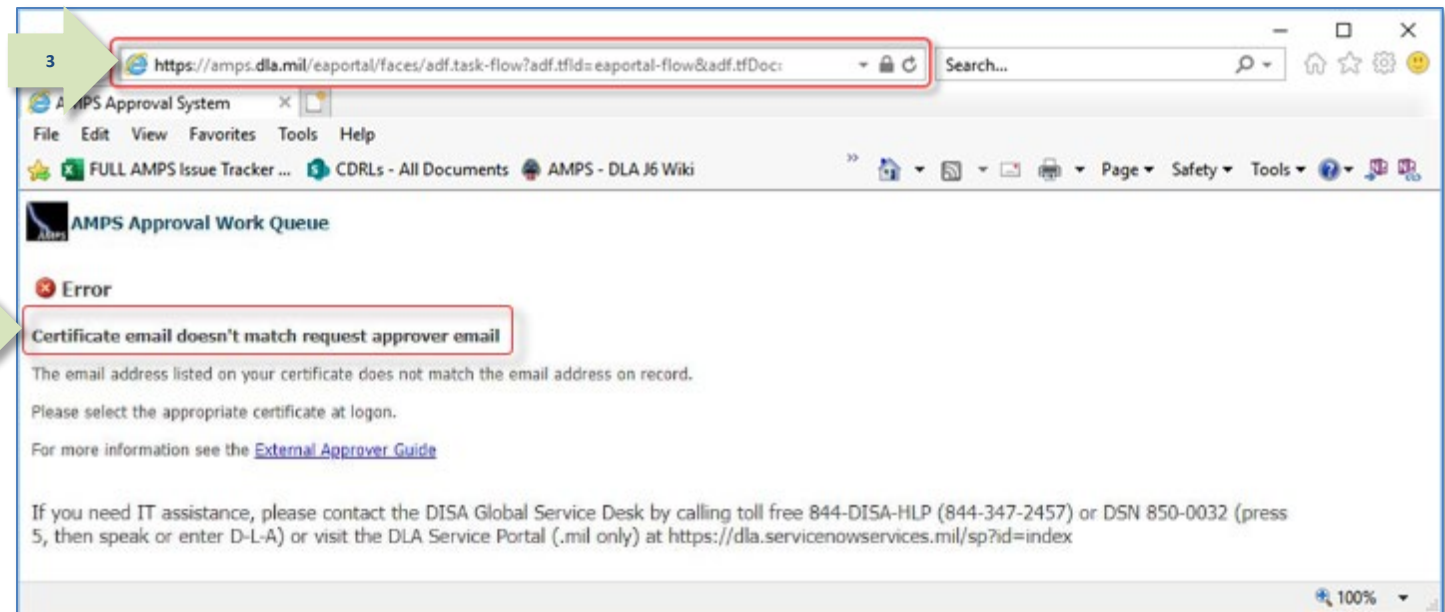 3
https://amps.dla.mil/eaportal/faces/adf.task-flow?adf.tfId=eaportal-flow&adf.tfDoc:
Search...
AMPS Approval System
File Edit View Favorites Tools Help
FULL AMPS Issue Tracker ... CDRLs - All Documents AMPS - DLA J6 Wiki » Page Safety Tools
AMPS AMPS Approval Work Queue
Error
Certificate email doesn't match request approver email
The email address listed on your certificate does not match the email address on record.
Please select the appropriate certificate at logon.
For more information see the External Approver Guide
If you need IT assistance, please contact the DISA Global Service Desk by calling toll free 844-DISA-HLP (844-347-2457) or DSN 850-0032 (press
5, then speak or enter D-L-A) or visit the DLA Service Portal (.mil only) at https://dla.servicenowservices.mil/sp?id=index
100%